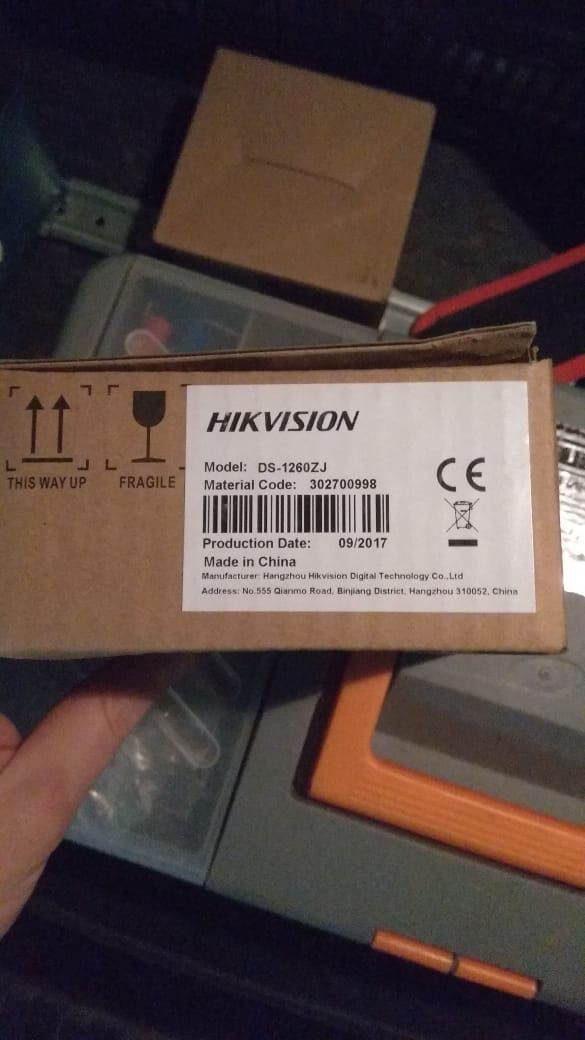 HIKVISION
Model: DS-1260ZJ
Material Code: 302700998
Production Date: 09/2017
Made in China
Manufacturer: Hangzhou Hikvision Digital Technology Co.,Ltd
Address: No.555 Qianmo Road, Binjiang District, Hangzhou 310052, China
CE
THIS WAY UP
FRAGILE